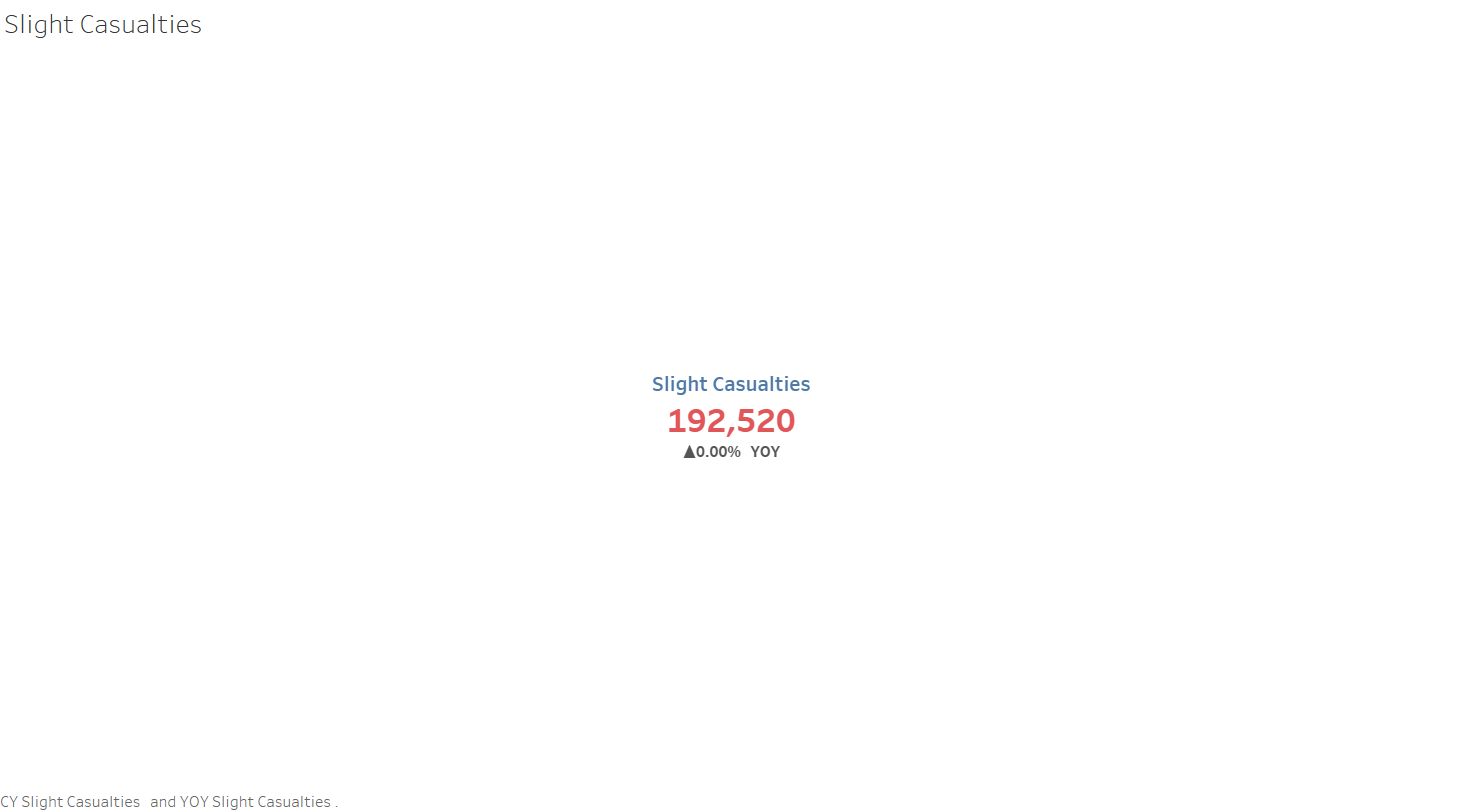 Slight Casualties
Slight Casualties
192,520
▲0.00% YOY
CY Slight Casualties and YOY Slight Casualties .